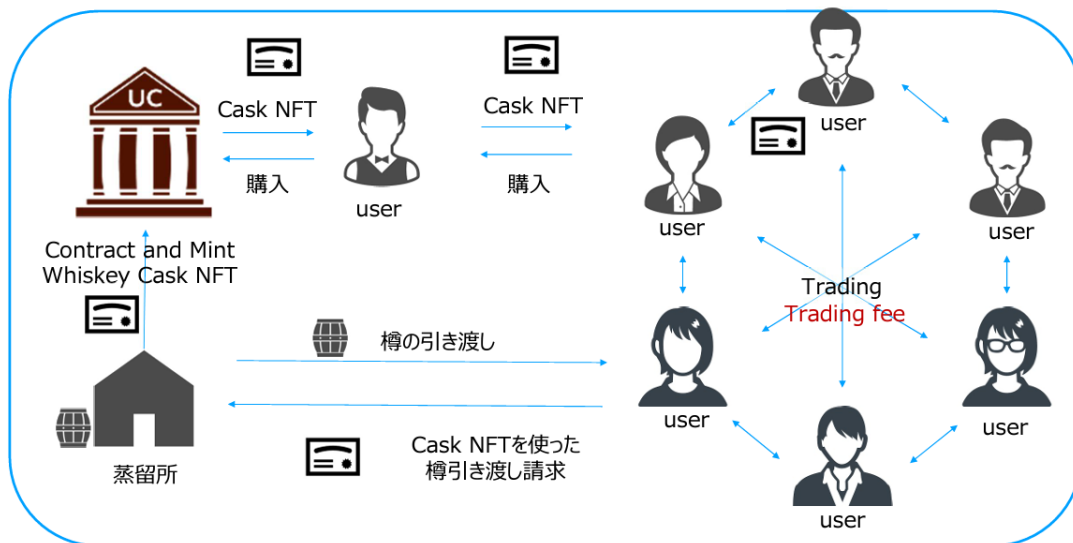 UC
Cask NFT
購入
user
Cask NFT
購入
user
user
user
Contract and Mint
Whiskey Cask NFT
Trading
Trading fee
樽の引き渡し
user
user
蒸留所
Cask NFTを使った
樽引き渡し請求
user